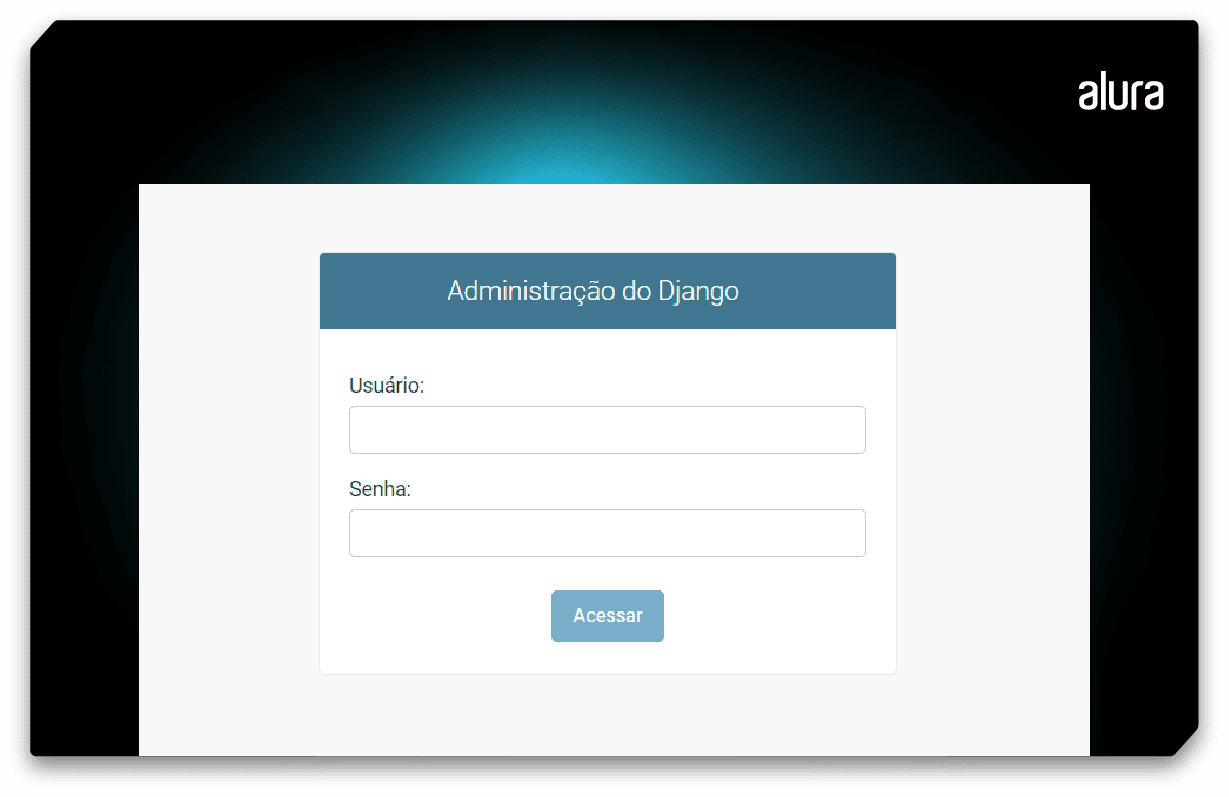 alura
Administração do Django
Usuário:
Senha:
Acessar